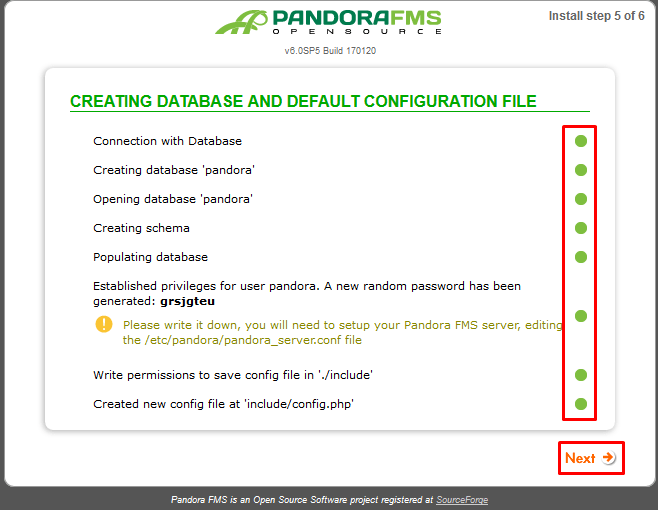 PANDORAFMS
OPENSOURCE
Install step 5 of 6
v6.0SP5 Build 170120
CREATING DATABASE AND DEFAULT CONFIGURATION FILE
Connection with Database
Creating database 'pandora'
Opening database 'pandora'
Creating schema
Populating database
Established privileges for user pandora. A new random password has been
generated: grsjgteu
Please write it down, you will need to setup your Pandora FMS server, editing
the /etc/pandora/pandora_server.conf file
Write permissions to save config file in './include'
Created new config file at 'include/config.php'
Next
Pandora FMS is an Open Source Software project registered at SourceForge